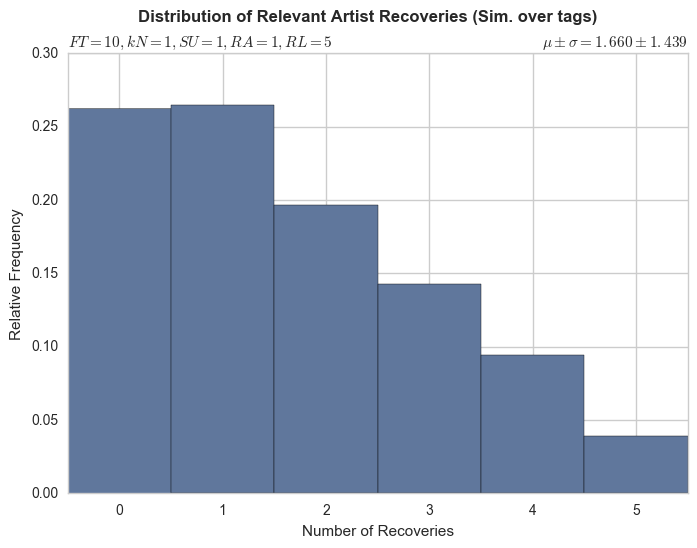 Distribution of Relevant Artist Recoveries (Sim. over tags)
FT = 10, kN = 1, SU = 1, RA = 1, RL = 5
μ ± σ = 1.660 ± 1.439
0.30
0.25
0.20
0.15
0.10
0.05
0.00
Relative Frequency
0 1 2 3 4 5
Number of Recoveries